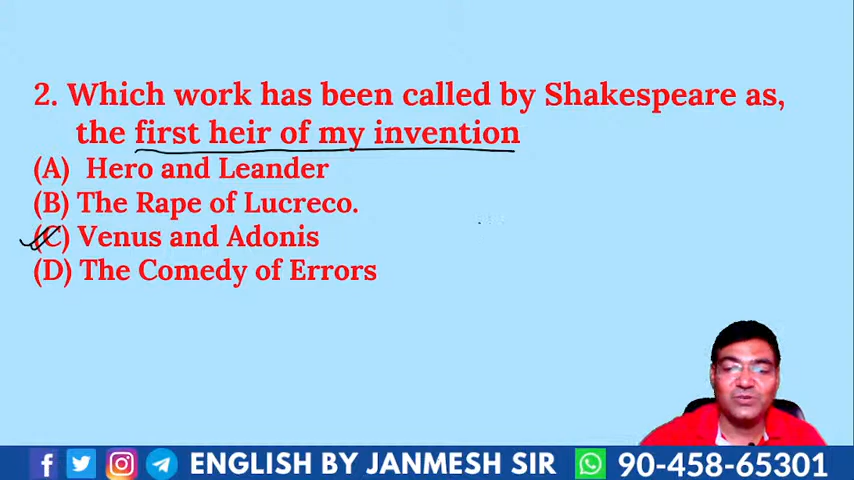 2. Which work has been called by Shakespeare as,
the first heir of my invention
(A) Hero and Leander
(B) The Rape of Lucreco.
(C) Venus and Adonis
(D) The Comedy of Errors
ENGLISH BY JANMESH SIR 90-458-65301